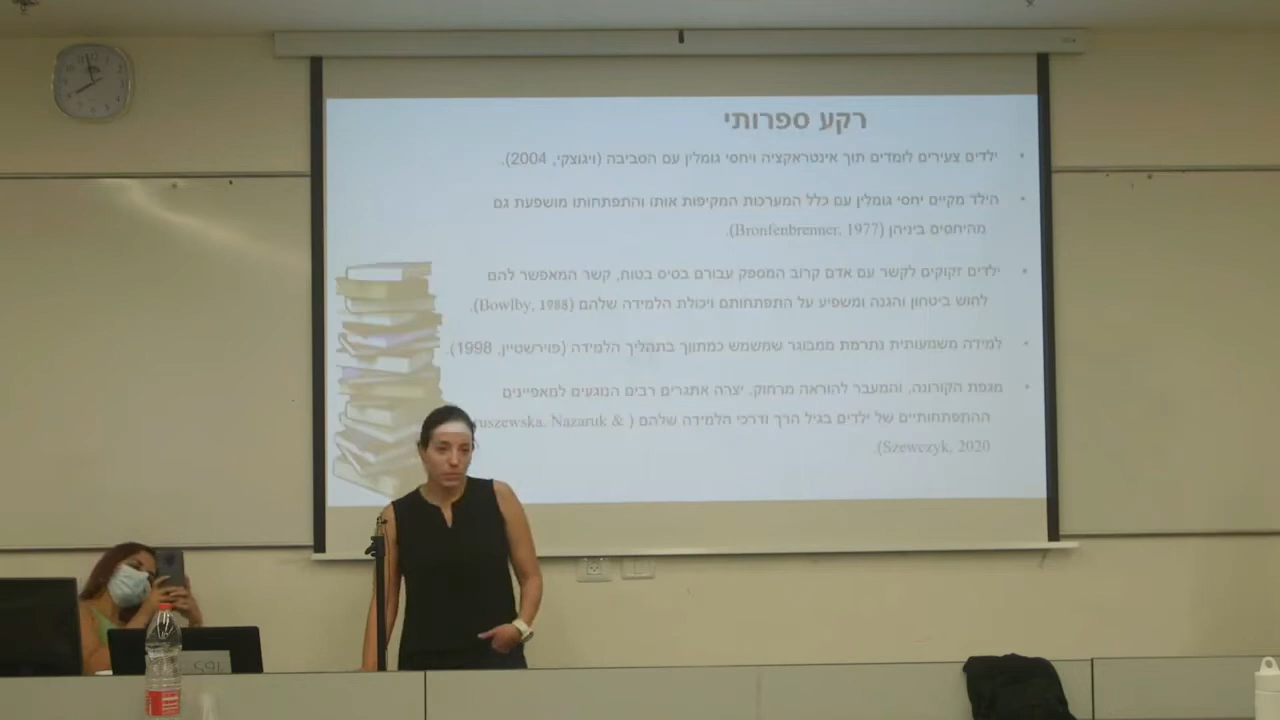 רקע ספרותי
ילדים צעירים לומדים תוך אינטראקציה ויחסי גומלין עם הסביבה (ויגוצקי, 2004).
הילד מקיים יחסי גומלין עם כלל המערכות המקיפות אותו והתפתחותו מושפעת גם
מהיחסים ביניהן (Bronfenbrenner, 1977).
ילדים זקוקים לקשר עם אדם קרוב המספק עבורם בסיס בטוח, קשר המאפשר להם
לחוש ביטחון והגנה ומשפיע על התפתחותם ויכולת הלמידה שלהם (Bowlby, 1988).
למידה משמעותית נתרמת ממבוגר שמשמש כמתווך בתהליך הלמידה (פוירשטיין, 1998).
מגפת הקורונה, והמעבר להוראה מרחוק, יצרה אתגרים רבים הנוגעים למאפיינים
ההתפתחותיים של ילדים בגיל הרך ודרכי הלמידה שלהם ( ruszewska, Nazaruk &
Szewczyk, 2020).